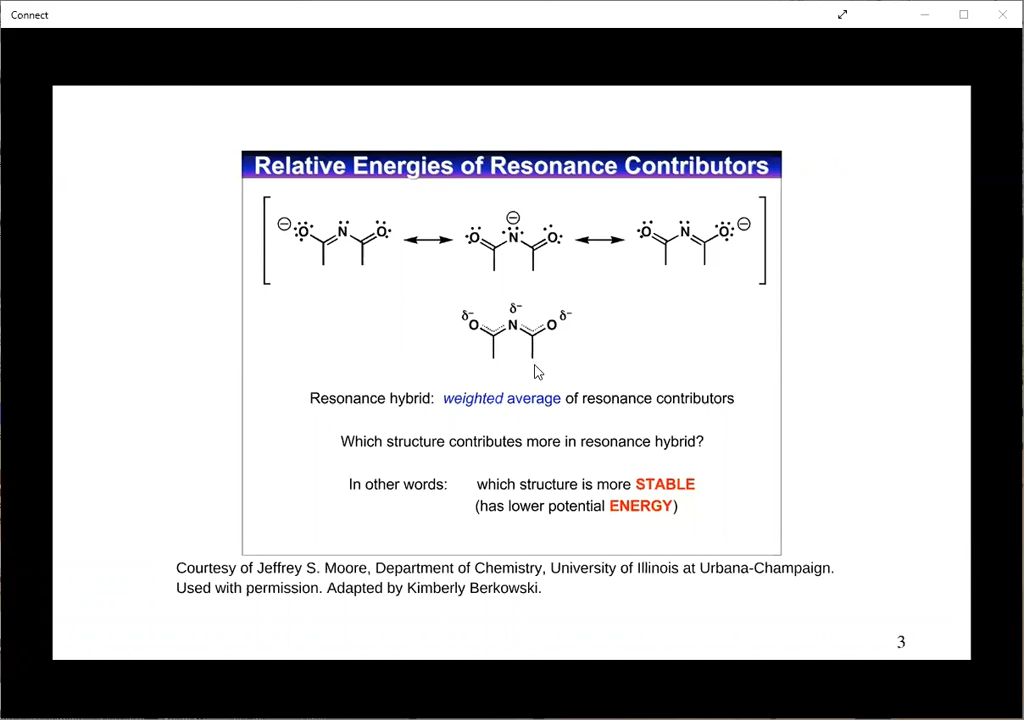 Connect
Relative Energies of Resonance Contributors
⊖ O N O ↔ O N ⊖ O ↔ O N O ⊖
δ− δ− δ−
O N O
Resonance hybrid: weighted average of resonance contributors
Which structure contributes more in resonance hybrid?
In other words: which structure is more STABLE
(has lower potential ENERGY)
Courtesy of Jeffrey S. Moore, Department of Chemistry, University of Illinois at Urbana-Champaign.
Used with permission. Adapted by Kimberly Berkowski.
3